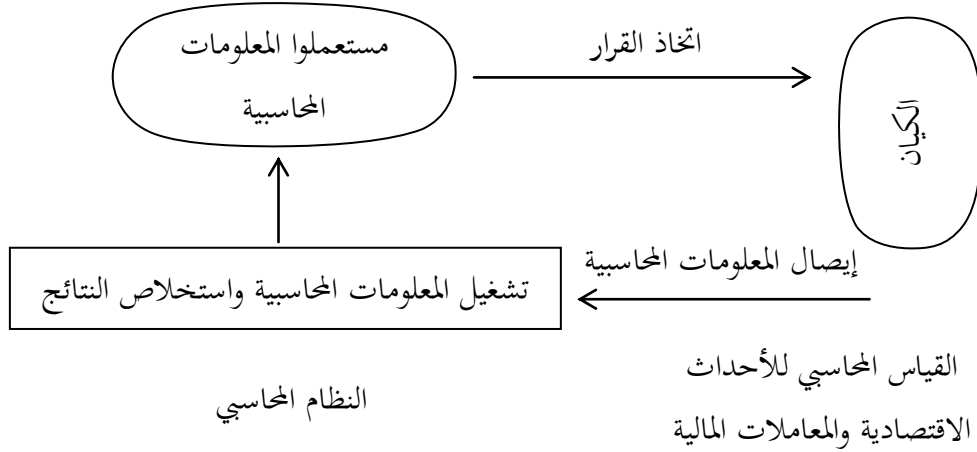 اتخاذ القرار
مستعملوا المعلومات
المحاسبية
الكيان
إيصال المعلومات المحاسبية
تشغيل المعلومات المحاسبية واستخلاص النتائج
القياس المحاسبي للأحداث
الاقتصادية والمعاملات المالية
النظام المحاسبي